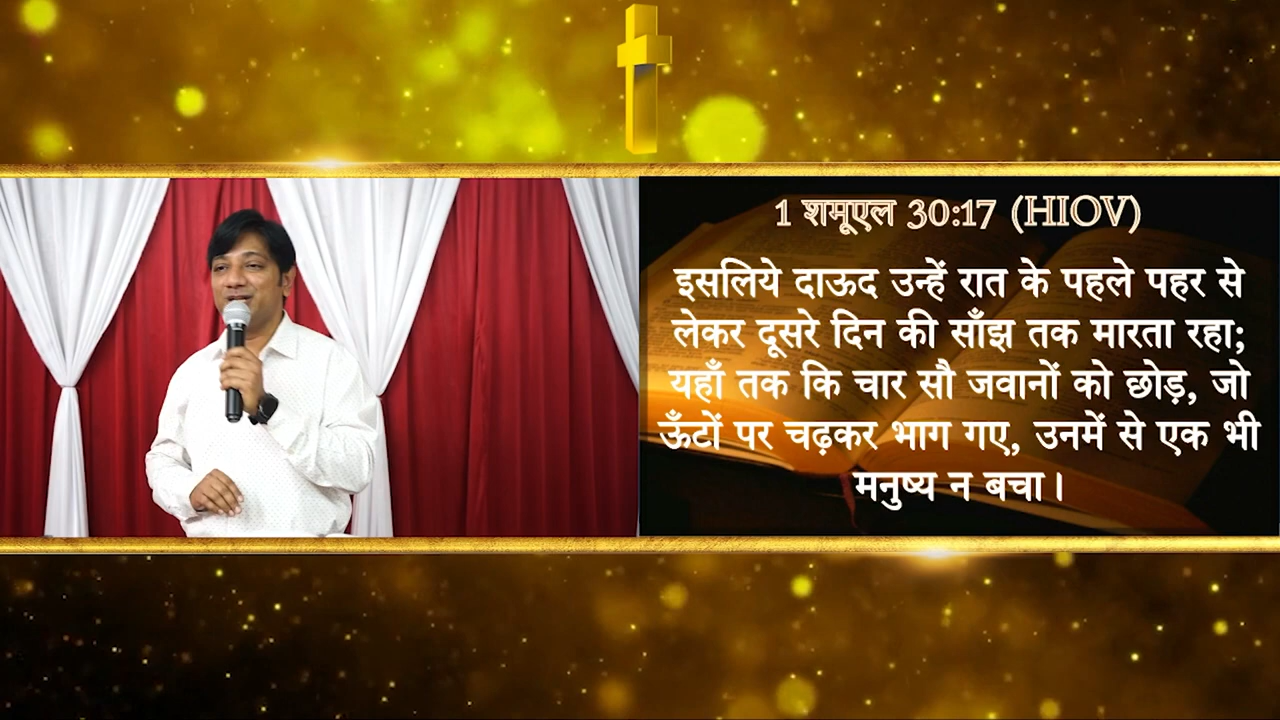 1 शमूएल 30:17 (HIOV)
इसलिये दाऊद उन्हें रात के पहले पहर से
लेकर दूसरे दिन की साँझ तक मारता रहा;
यहाँ तक कि चार सौ जवानों को छोड़, जो
ऊँटों पर चढ़कर भाग गए, उनमें से एक भी
मनुष्य न बचा।